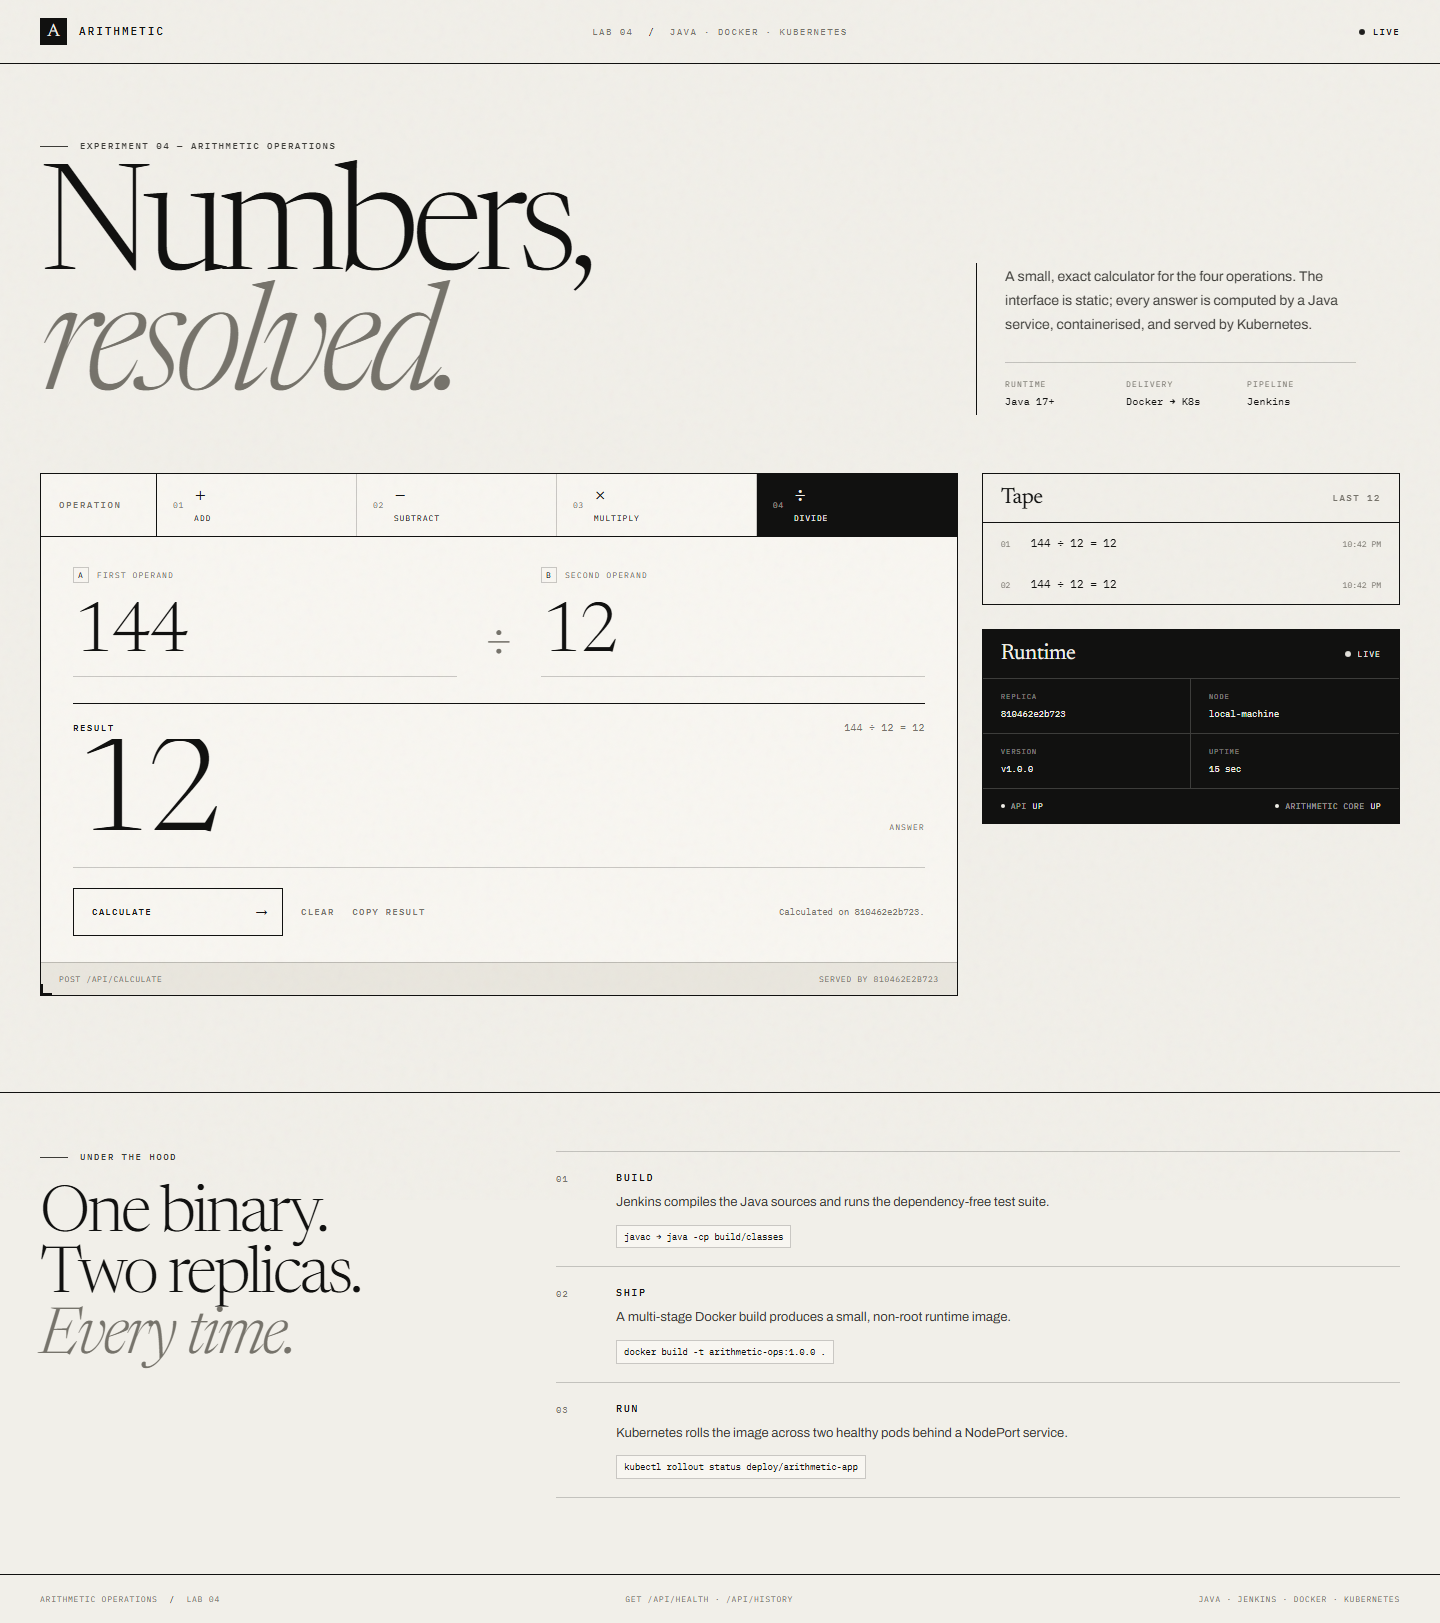 A ARITHMETIC
LAB 04 / JAVA · DOCKER · KUBERNETES
LIVE
EXPERIMENT 04 — ARITHMETIC OPERATIONS
Numbers,
resolved.
A small, exact calculator for the four operations. The
interface is static; every answer is computed by a Java
service, containerised, and served by Kubernetes.
RUNTIME
Java 17+
DELIVERY
Docker → K8s
PIPELINE
Jenkins
OPERATION
01 +
ADD
02 −
SUBTRACT
03 ×
MULTIPLY
04 ÷
DIVIDE
A FIRST OPERAND
144
÷
B SECOND OPERAND
12
RESULT
144 ÷ 12 = 12
12
ANSWER
CALCULATE →
CLEAR
COPY RESULT
Calculated on 810462e2b723.
POST /API/CALCULATE
SERVED BY 810462E2B723
Tape
LAST 12
01 144 ÷ 12 = 12 10:42 PM
02 144 ÷ 12 = 12 10:42 PM
Runtime
LIVE
REPLICA
810462e2b723
NODE
local-machine
VERSION
v1.0.0
UPTIME
15 sec
API UP
ARITHMETIC CORE UP
UNDER THE HOOD
One binary.
Two replicas.
Every time.
01 BUILD
Jenkins compiles the Java sources and runs the dependency-free test suite.
javac → java -cp build/classes
02 SHIP
A multi-stage Docker build produces a small, non-root runtime image.
docker build -t arithmetic-ops:1.0.0 .
03 RUN
Kubernetes rolls the image across two healthy pods behind a NodePort service.
kubectl rollout status deploy/arithmetic-app
ARITHMETIC OPERATIONS / LAB 04
GET /API/HEALTH · /API/HISTORY
JAVA · JENKINS · DOCKER · KUBERNETES